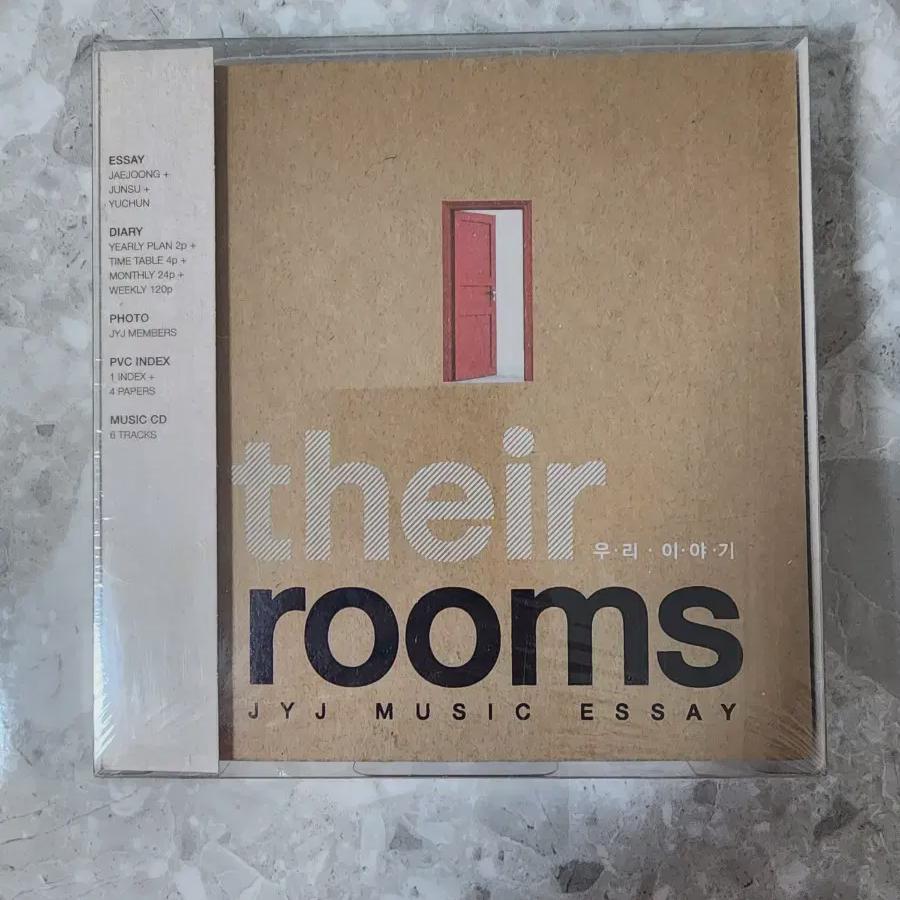 ESSAY
JAEJOONG +
JUNSU +
YUCHUN
DIARY
YEARLY PLAN 2p +
TIME TABLE 4p +
MONTHLY 24p +
WEEKLY 120p
PHOTO
JYJ MEMBERS
PVC INDEX
1 INDEX +
4 PAPERS
MUSIC CD
6 TRACKS
their
우·리·이·야·기
rooms
JYJ MUSIC ESSAY